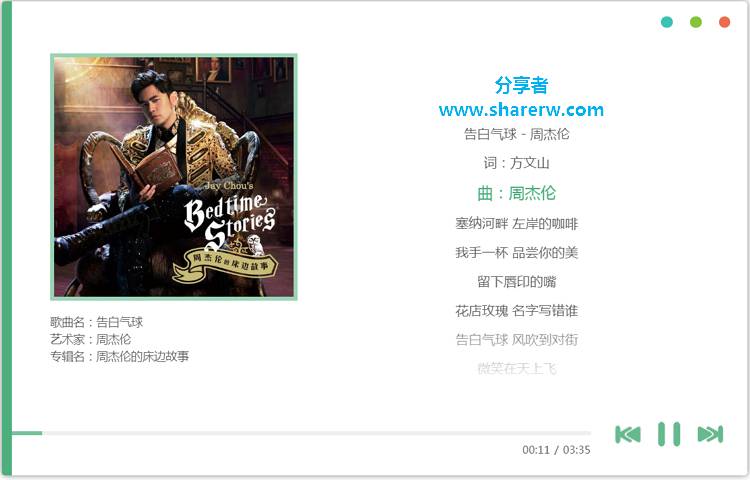 Jay Chou's
Bedtime
Stories
周杰伦的床边故事
歌曲名：告白气球
艺术家：周杰伦
专辑名：周杰伦的床边故事
分享者
www.sharerw.com
告白气球 - 周杰伦
词：方文山
曲：周杰伦
塞纳河畔 左岸的咖啡
我手一杯 品尝你的美
留下唇印的嘴
花店玫瑰 名字写错谁
告白气球 风吹到对街
微笑在天上飞
00:11 / 03:35